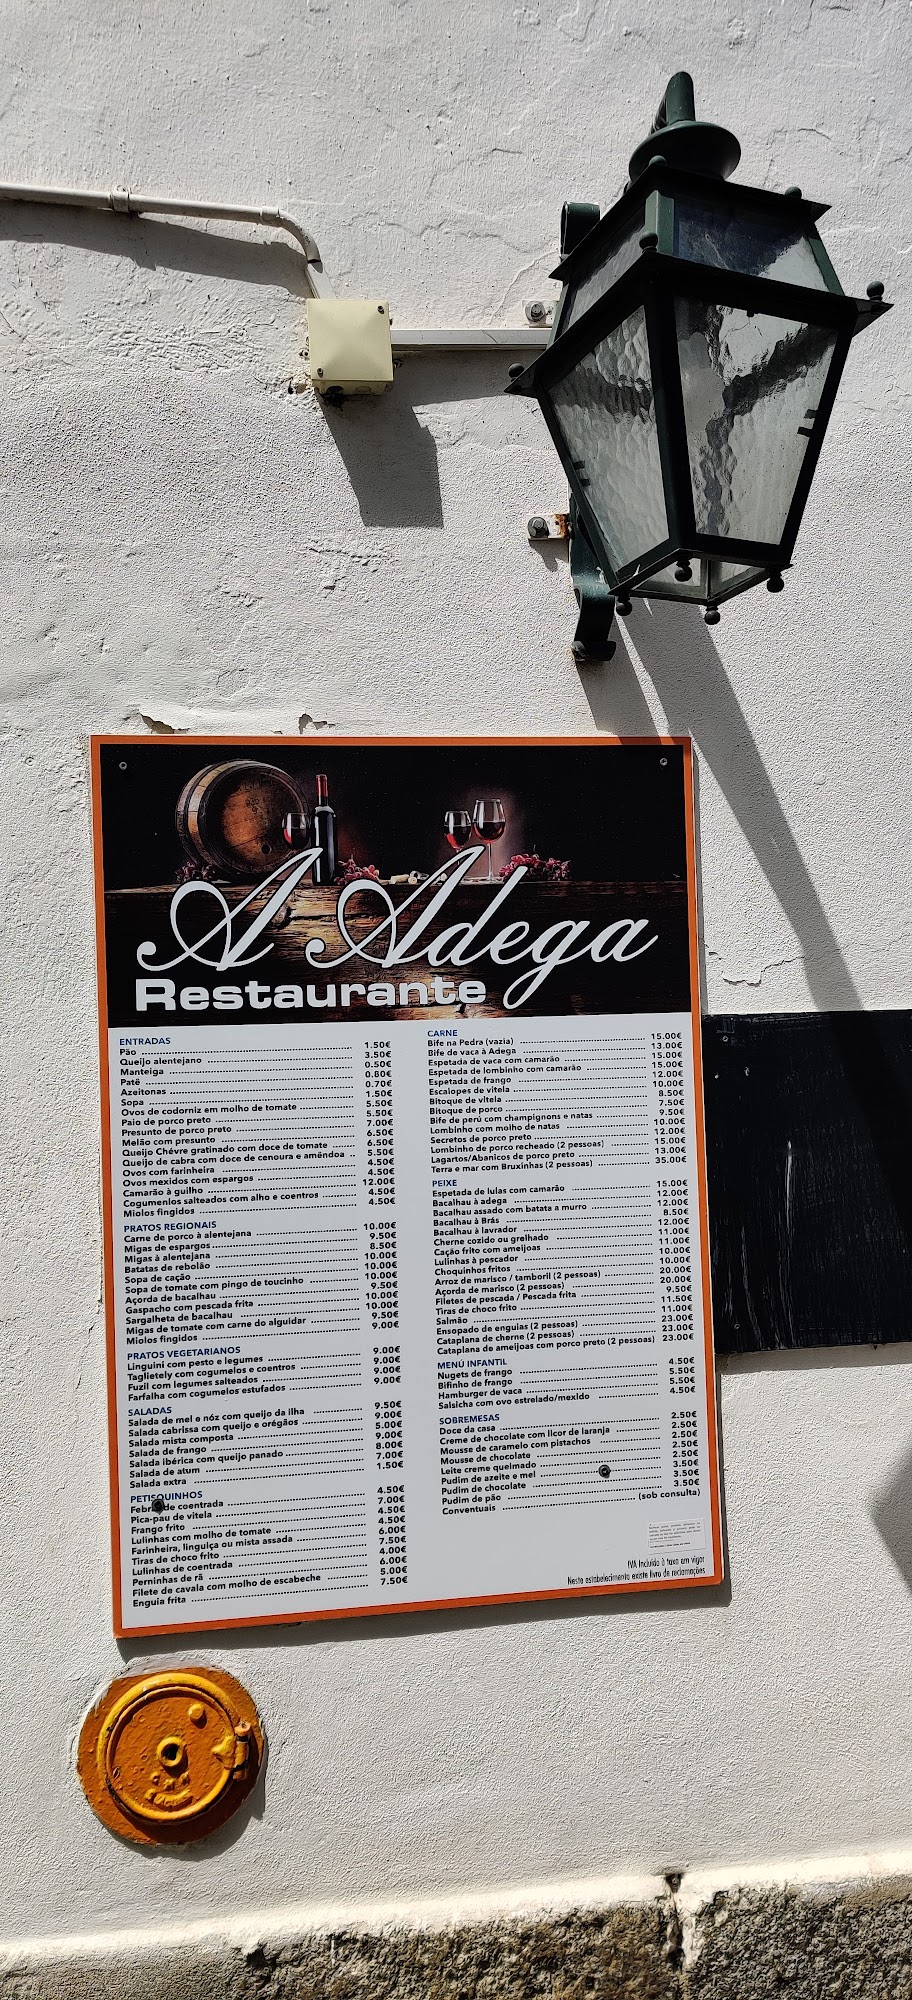 A Adega
Restaurante
ENTRADAS
Pão 1.50€
Queijo alentejano 3.50€
Manteiga 0.50€
Patê 0.80€
Azeitonas 0.70€
Sopa 1.50€
Ovos de codorniz em molho de tomate 5.50€
Paio de porco preto 5.50€
Presunto de porco preto 7.00€
Melão com presunto 6.50€
Queijo Chévre gratinado com doce de tomate 6.50€
Queijo de cabra com doce de cenoura e amêndoa 5.50€
Ovos com farinheira 4.50€
Ovos mexidos com espargos 4.50€
Camarão à guilho 12.00€
Cogumenlos salteados com alho e coentros 4.50€
Miolos fingidos 4.50€
PRATOS REGIONAIS
Carne de porco à alentejana 10.00€
Migas de espargos 9.50€
Migas à alentejana 8.50€
Batatas de rebolão 10.00€
Sopa de cação 10.00€
Sopa de tomate com pingo de toucinho 10.00€
Açorda de bacalhau 9.50€
Gaspacho com pescada frita 10.00€
Sargalheta de bacalhau 10.00€
Migas de tomate com carne do alguidar 9.50€
Miolos fingidos 9.00€
PRATOS VEGETARIANOS
Linguini com pesto e legumes 9.00€
Taglietely com cogumelos e coentros 9.00€
Fuzil com legumes salteados 9.00€
Farfalha com cogumelos estufados 9.00€
SALADAS
Salada de mel e nóz com queijo da ilha 9.50€
Salada cabrissa com queijo e orégãos 9.00€
Salada mista composta 5.00€
Salada de frango 9.00€
Salada ibérica com queijo panado 8.00€
Salada de atum 7.00€
Salada extra 1.50€
PETISQUINHOS
Febras de coentrada 4.50€
Pica-pau de vitela 7.00€
Frango frito 4.50€
Lulinhas com molho de tomate 4.50€
Farinheira, linguiça ou mista assada 6.00€
Tiras de choco frito 7.50€
Lulinhas de coentrada 4.00€
Perninhas de rã 6.00€
Filete de cavala com molho de escabeche 5.00€
Enguia frita 7.50€
CARNE
Bife na Pedra (vazia) 15.00€
Bife de vaca à Adega 13.00€
Espetada de vaca com camarão 15.00€
Espetada de lombinho com camarão 15.00€
Espetada de frango 12.00€
Escalopes de vitela 10.00€
Bitoque de vitela 8.50€
Bitoque de porco 7.50€
Bife de perú com champignons e natas 9.50€
Lombinho com molho de natas 10.00€
Secretos de porco preto 12.00€
Lombinho de porco recheado (2 pessoas) 15.00€
Lagartos/Abanicos de porco preto 13.00€
Terra e mar com Bruxinhas (2 pessoas) 35.00€
PEIXE
Espetada de lulas com camarão 15.00€
Bacalhau à adega 12.00€
Bacalhau assado com batata a murro 12.00€
Bacalhau à Brás 8.50€
Bacalhau à lavrador 12.00€
Cherne cozido ou grelhado 11.00€
Cação frito com ameijoas 11.00€
Lulinhas à pescador 10.00€
Choquinhos fritos 10.00€
Arroz de marisco / tamboril (2 pessoas) 20.00€
Açorda de marisco (2 pessoas) 20.00€
Filetes de pescada / Pescada frita 9.50€
Tiras de choco frito 11.50€
Salmão 11.00€
Ensopado de enguias (2 pessoas) 23.00€
Cataplana de cherne (2 pessoas) 23.00€
Cataplana de ameijoas com porco preto (2 pessoas) 23.00€
MENÚ INFANTIL
Nugets de frango 4.50€
Bifinho de frango 5.50€
Hamburger de vaca 5.50€
Salsicha com ovo estrelado/mexido 4.50€
SOBREMESAS
Doce da casa 2.50€
Creme de chocolate com licor de laranja 2.50€
Mousse de caramelo com pistachos 2.50€
Mousse de chocolate 2.50€
Leite creme queimado 2.50€
Pudim de azeite e mel 3.50€
Pudim de chocolate 3.50€
Pudim de pão 3.50€
Conventuais (sob consulta)
IVA Incluido à taxa em vigor
Neste estabelecimento existe livro de reclamações